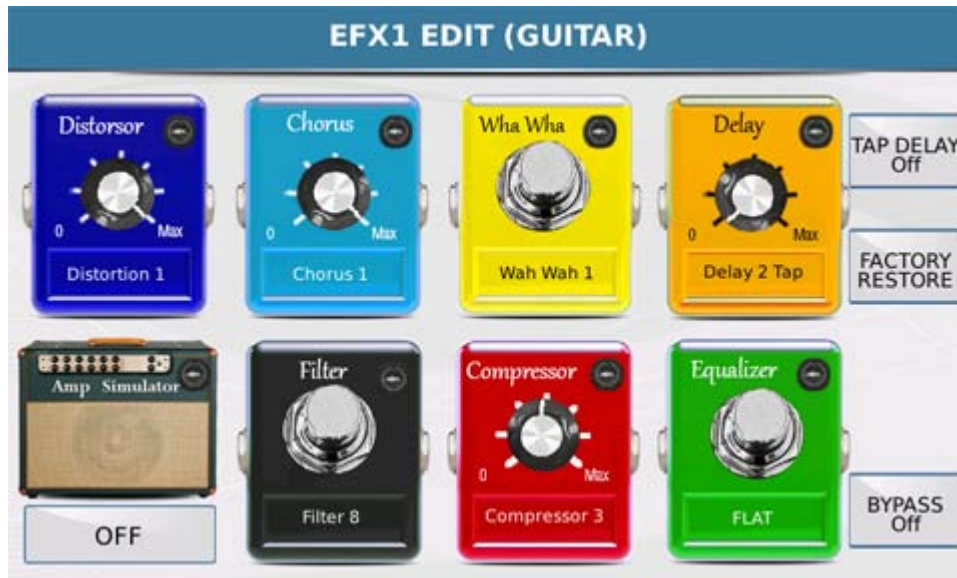 EFX1 EDIT (GUITAR)
Distorsor
0 Max
Distortion 1
Chorus
0 Max
Chorus 1
Wha Wha
Wah Wah 1
Delay
0 Max
Delay 2 Tap
TAP DELAY
Off
FACTORY
RESTORE
Amp Simulator
OFF
Filter
Filter 8
Compressor
0 Max
Compressor 3
Equalizer
FLAT
BYPASS
Off